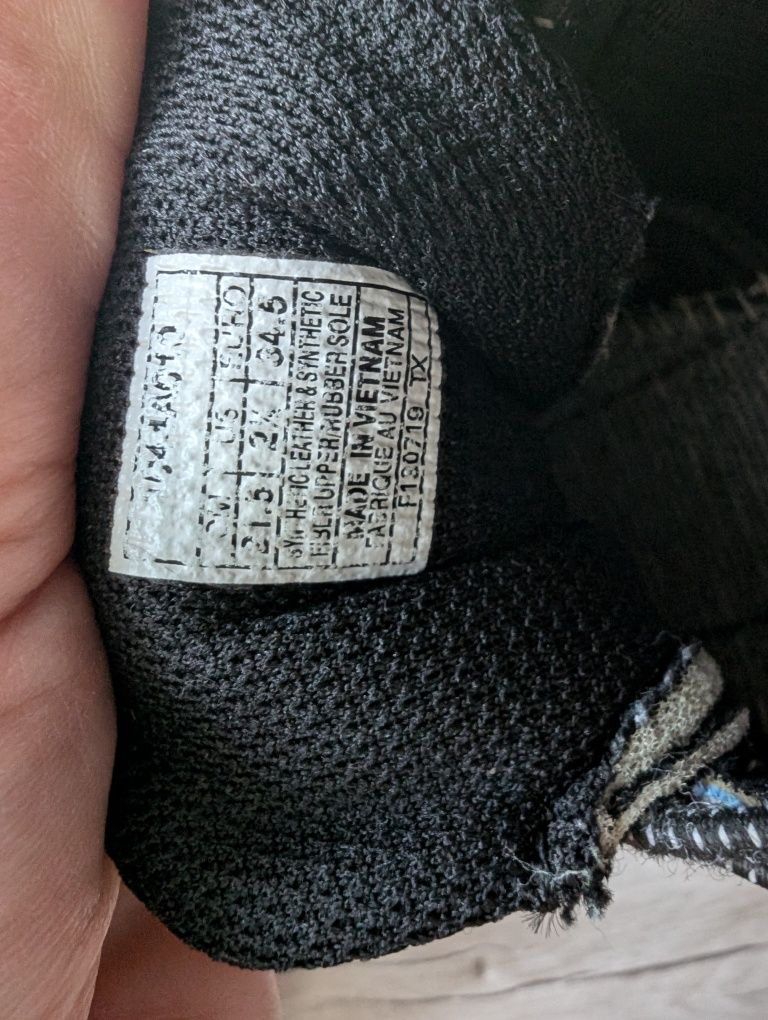 CM US EURO
21.5 2½ 34.5
SYNTHETIC LEATHER & SYNTHETIC
FIBER UPPER/RUBBER SOLE
MADE IN VIETNAM
FABRIQUE AU VIETNAM
F130719 TX